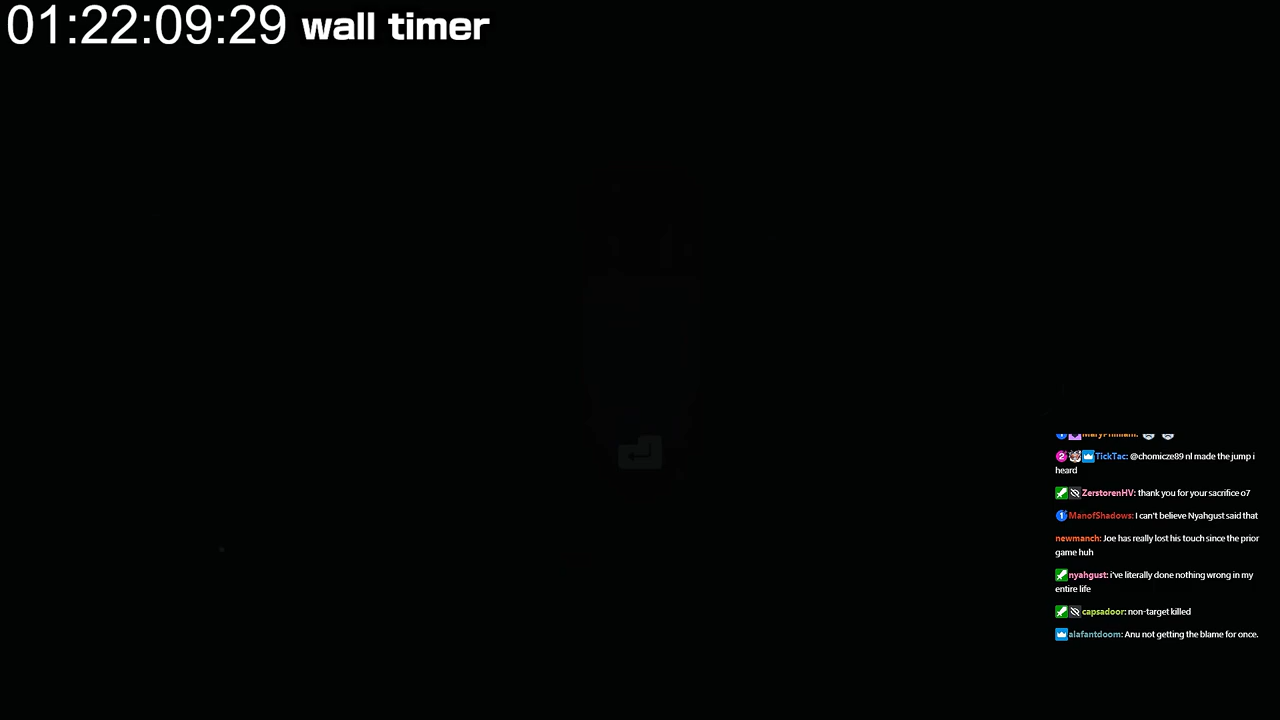 01:22:09:29 wall timer
TickTac: @chomicze89 nl made the jump i
heard
ZerstorenHV: thank you for your sacrifice o7
ManofShadows: I can't believe Nyahgust said that
newmanch: Joe has really lost his touch since the prior
game huh
nyahgust: i've literally done nothing wrong in my
entire life
capsadoor: non-target killed
alafantdoom: Anu not getting the blame for once.